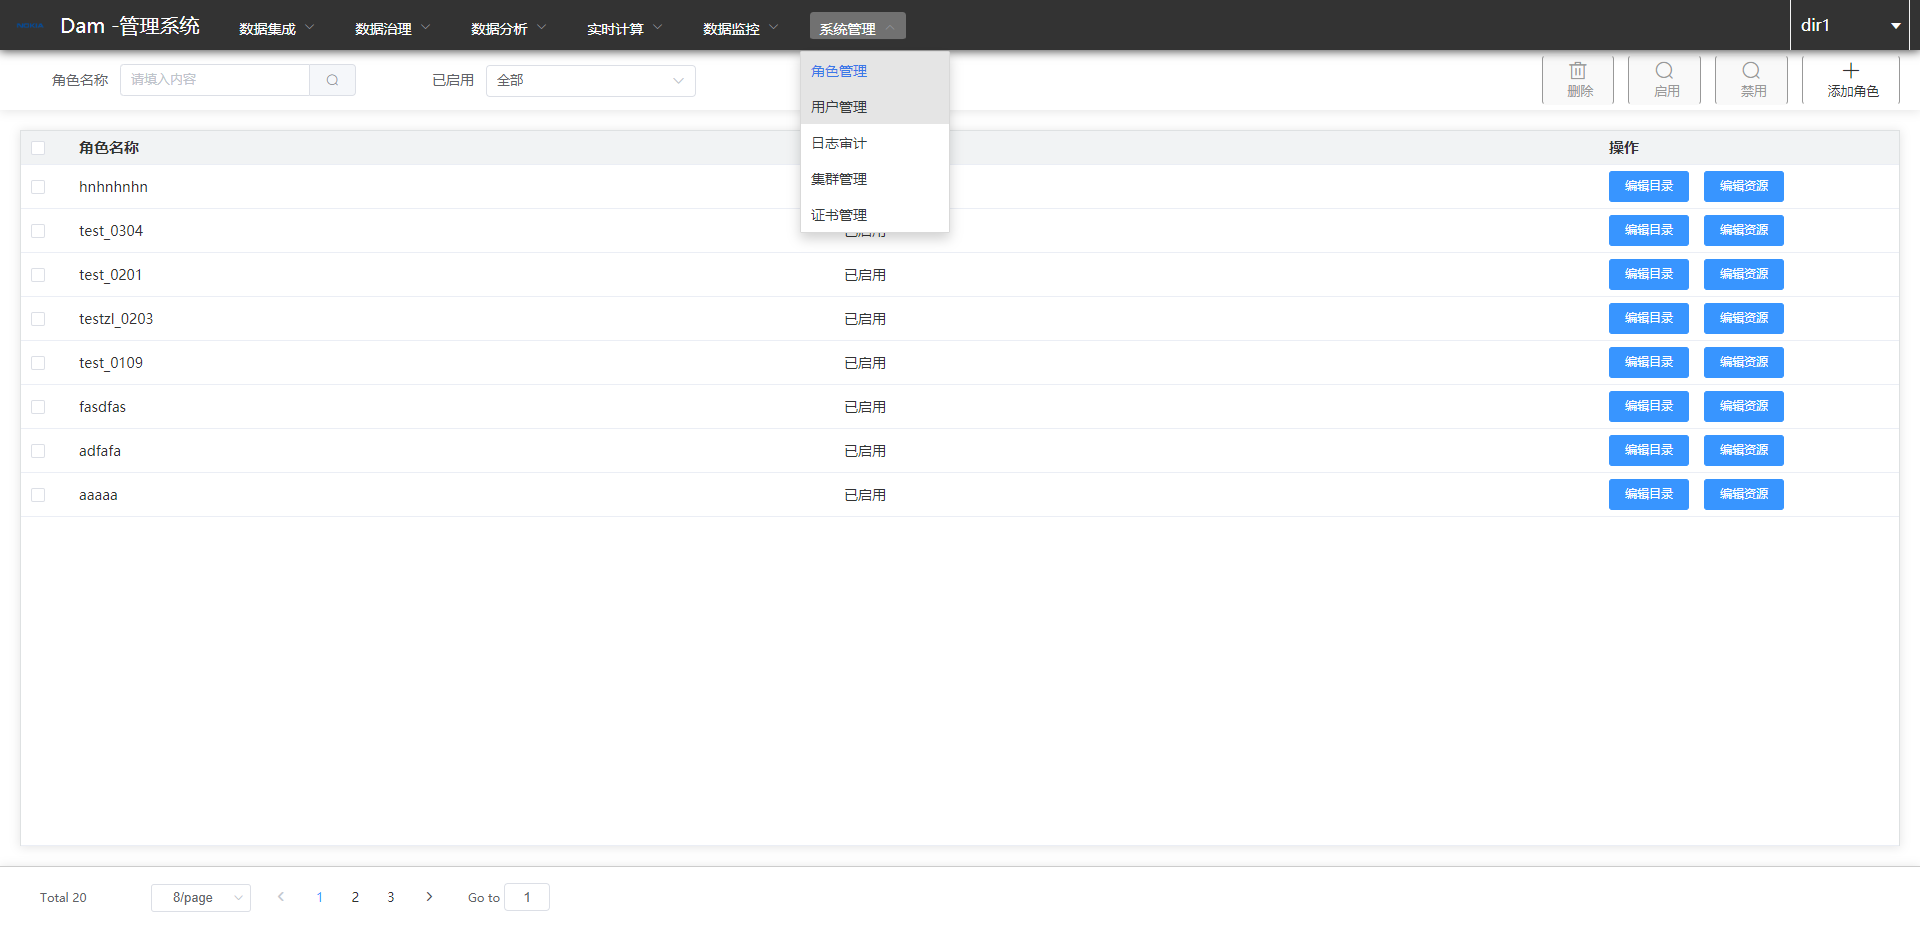 Dam -管理系统 数据集成 数据治理 数据分析 实时计算 数据监控 系统管理 dir1
角色名称 请填入内容 已启用 全部 删除 启用 禁用 添加角色
角色管理
用户管理
日志审计
集群管理
证书管理
角色名称 操作
hnhnhnhn 编辑目录 编辑资源
test_0304 已启用 编辑目录 编辑资源
test_0201 已启用 编辑目录 编辑资源
testzl_0203 已启用 编辑目录 编辑资源
test_0109 已启用 编辑目录 编辑资源
fasdfas 已启用 编辑目录 编辑资源
adfafa 已启用 编辑目录 编辑资源
aaaaa 已启用 编辑目录 编辑资源
Total 20 8/page 1 2 3 Go to 1